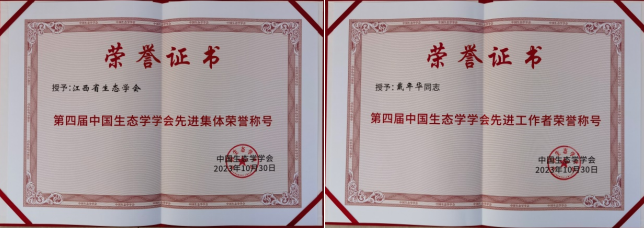 荣誉证书
授予:江西省生态学会
第四届中国生态学学会先进集体荣誉称号
中国生态学学会
2023年10月30日
荣誉证书
授予:戴年华同志
第四届中国生态学学会先进工作者荣誉称号
中国生态学学会
2023年10月30日